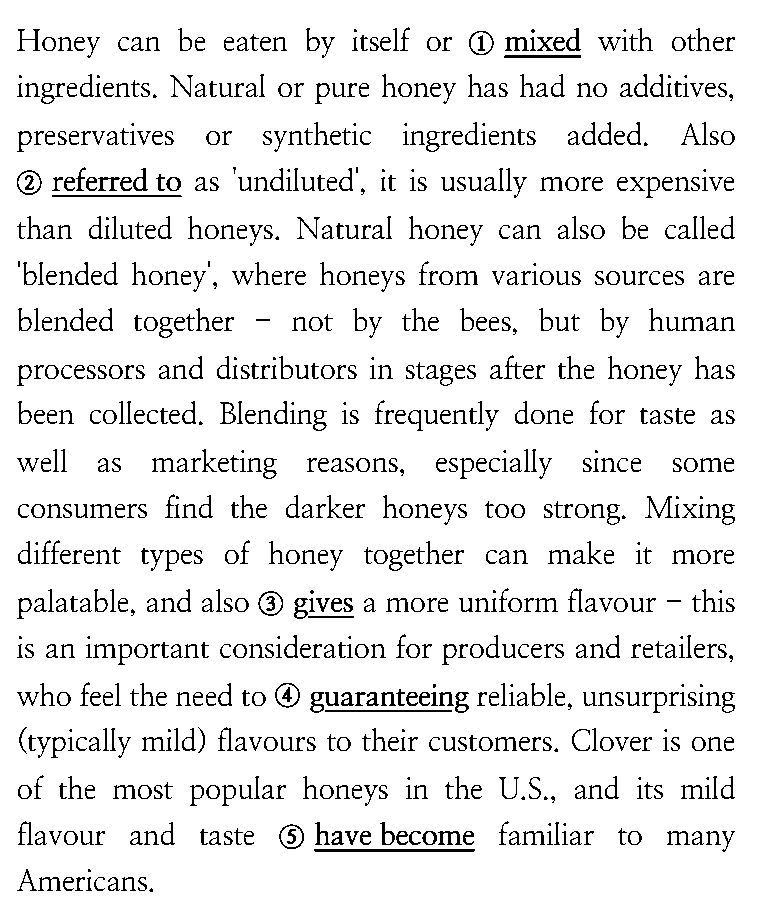 Honey can be eaten by itself or ① mixed with other
ingredients. Natural or pure honey has had no additives,
preservatives or synthetic ingredients added. Also
② referred to as 'undiluted', it is usually more expensive
than diluted honeys. Natural honey can also be called
'blended honey', where honeys from various sources are
blended together − not by the bees, but by human
processors and distributors in stages after the honey has
been collected. Blending is frequently done for taste as
well as marketing reasons, especially since some
consumers find the darker honeys too strong. Mixing
different types of honey together can make it more
palatable, and also ③ gives a more uniform flavour − this
is an important consideration for producers and retailers,
who feel the need to ④ guaranteeing reliable, unsurprising
(typically mild) flavours to their customers. Clover is one
of the most popular honeys in the U.S., and its mild
flavour and taste ⑤ have become familiar to many
Americans.